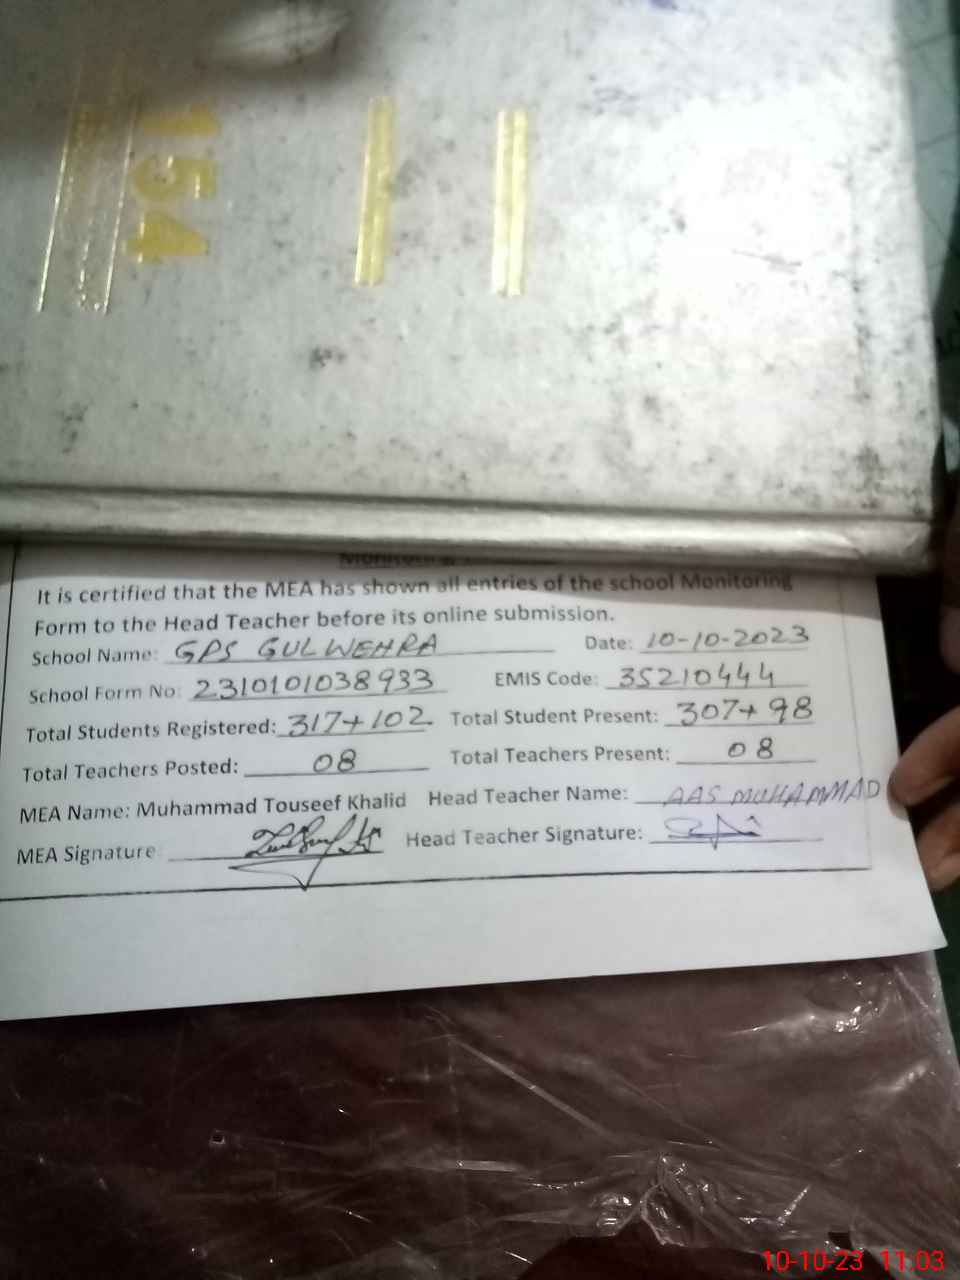 154
It is certified that the MEA has shown all entries of the school Monitoring
Form to the Head Teacher before its online submission.
School Name: GPS GULWEHRA Date: 10-10-2023
School Form No: 2310101038933 EMIS Code: 35210444
Total Students Registered: 317+102 Total Student Present: 307+98
Total Teachers Posted: 08 Total Teachers Present: 08
MEA Name: Muhammad Touseef Khalid Head Teacher Name: AAS MUHAMMAD
MEA Signature Head Teacher Signature:
10-10-23 11:03